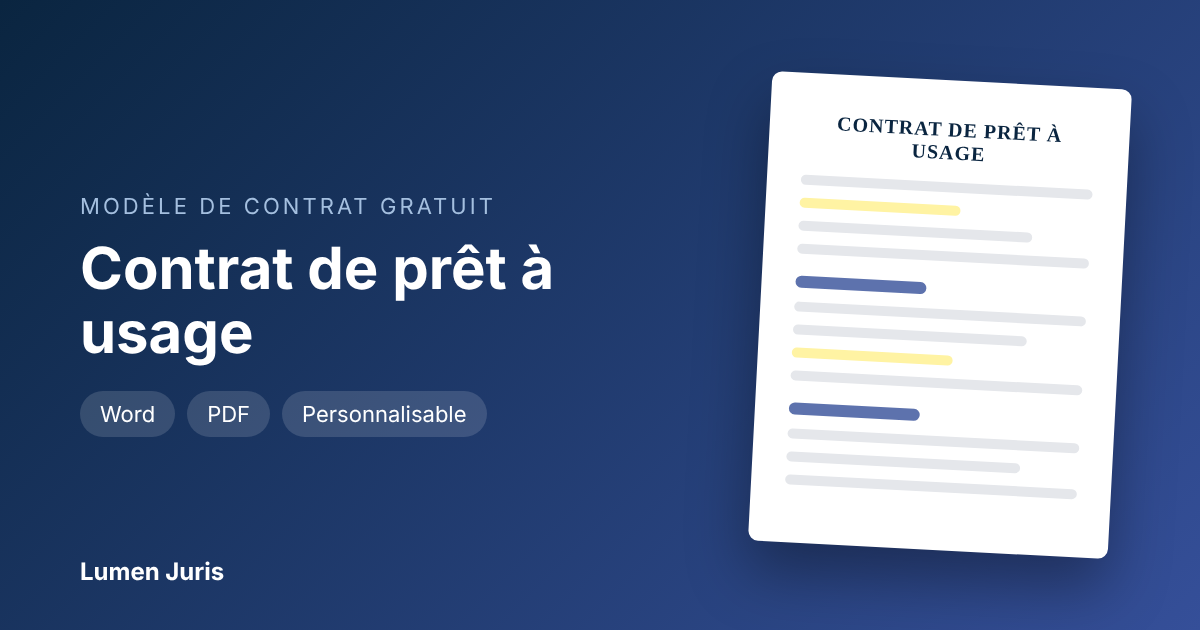 MODÈLE DE CONTRAT GRATUIT
Contrat de prêt à
usage
Word
PDF
Personnalisable
Lumen Juris
CONTRAT DE PRÊT À
USAGE